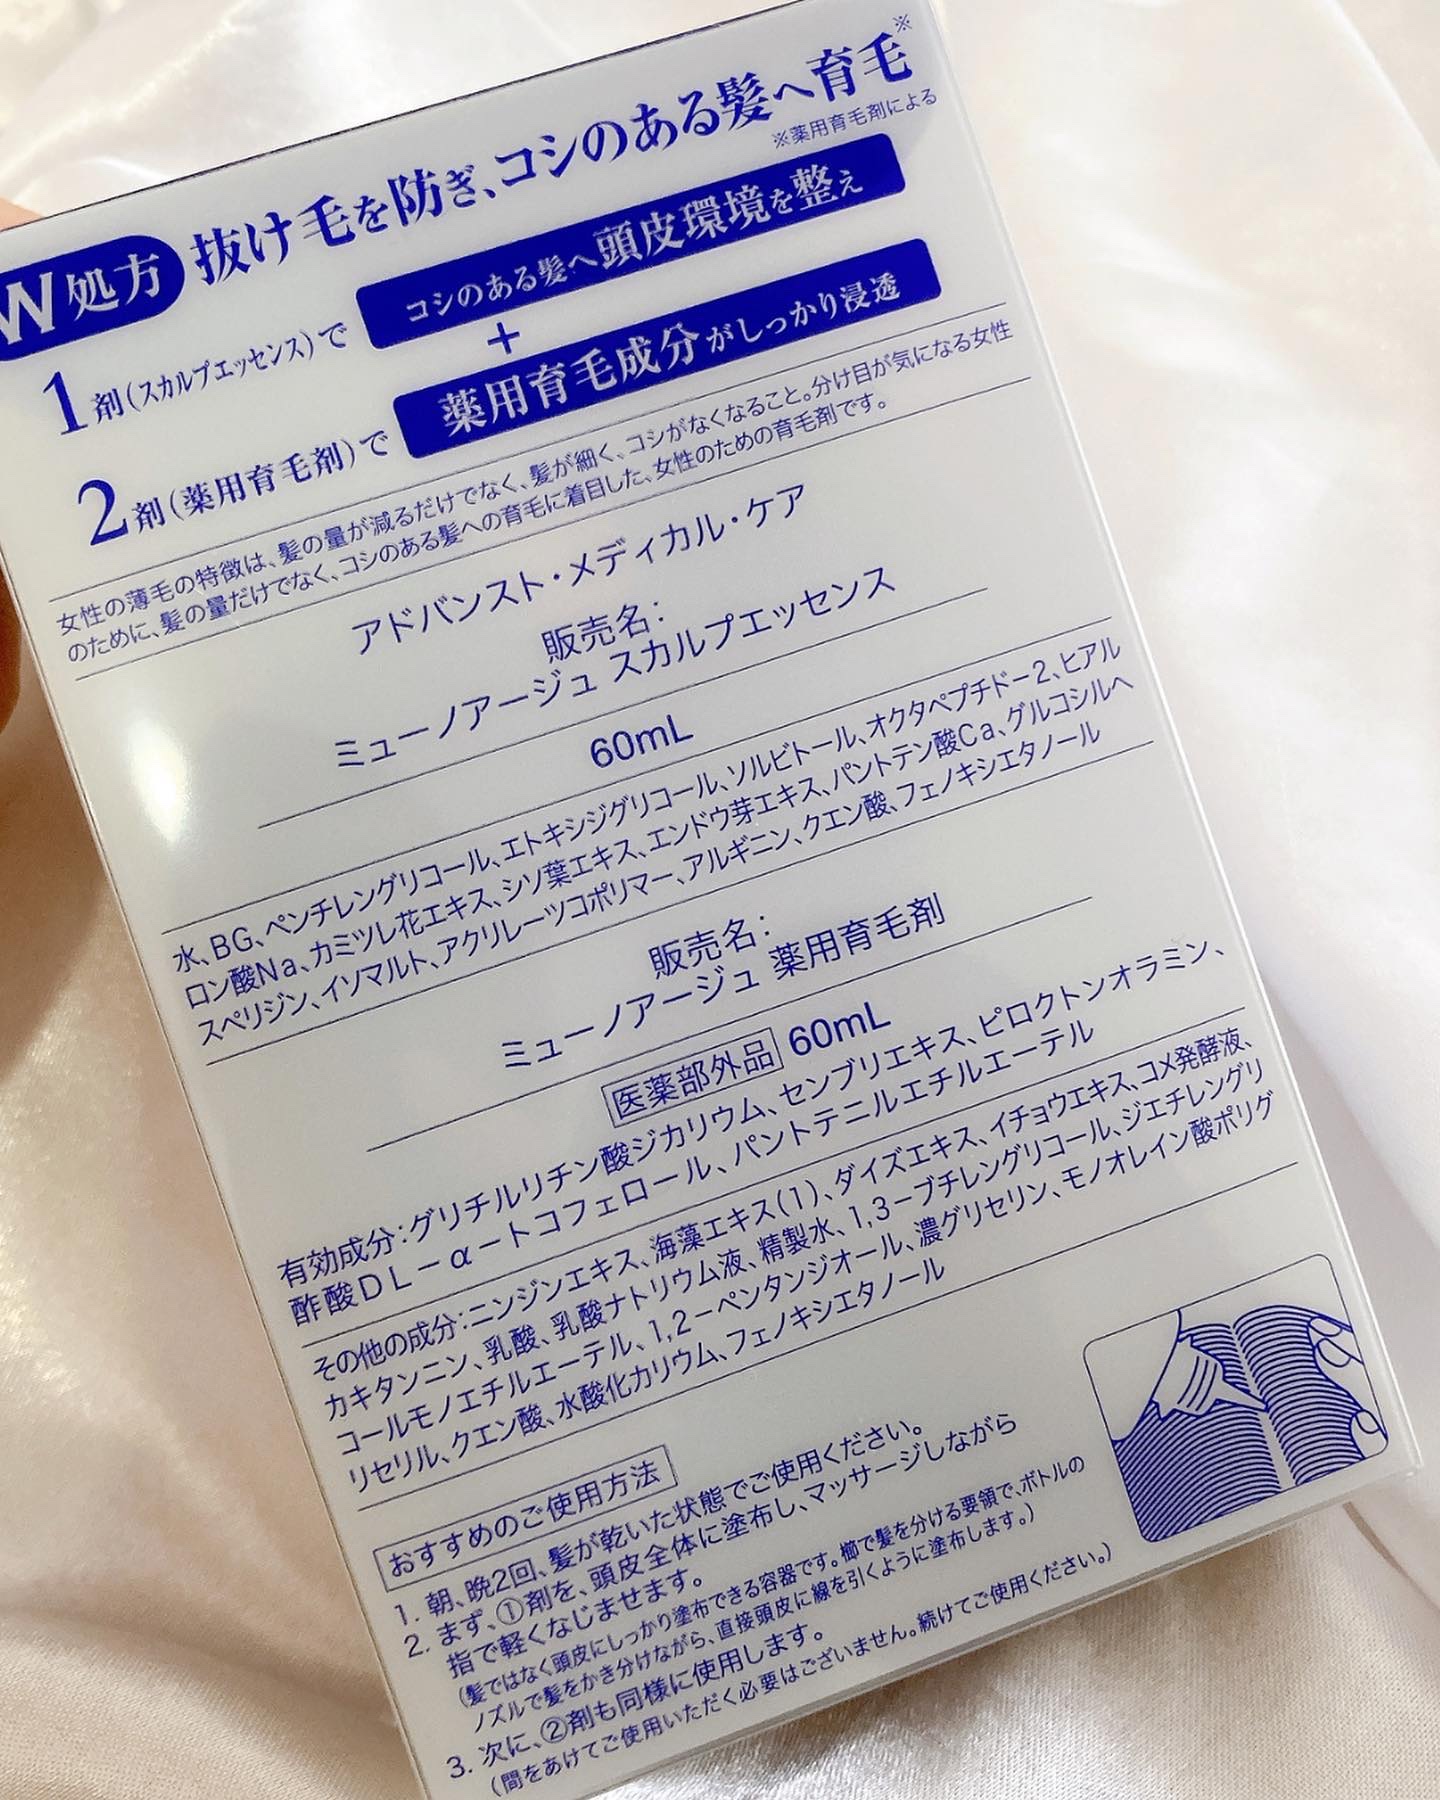 W処方 抜け毛を防ぎ、コシのある髪へ育毛※
※薬用育毛剤による
1剤(スカルプエッセンス)で コシのある髪へ頭皮環境を整え
+
2剤(薬用育毛剤)で 薬用育毛成分がしっかり浸透
女性の薄毛の特徴は、髪の量が減るだけでなく、髪が細く、コシがなくなること。分け目が気になる女性
のために、髪の量だけでなく、コシのある髪への育毛に着目した、女性のための育毛剤です。
アドバンスト・メディカル・ケア
販売名:
ミューノアージュ スカルプエッセンス
60mL
水、BG、ペンチレングリコール、エトキシジグリコール、ソルビトール、オクタペプチド-2、ヒアル
ロン酸Na、カミツレ花エキス、シソ葉エキス、エンドウ芽エキス、パントテン酸Ca、グルコシルヘ
スペリジン、イソマルト、アクリレーツコポリマー、アルギニン、クエン酸、フェノキシエタノール
販売名:
ミューノアージュ 薬用育毛剤
医薬部外品 60mL
有効成分:グリチルリチン酸ジカリウム、センブリエキス、ピロクトンオラミン、
酢酸DL-α-トコフェロール、パントテニルエチルエーテル
その他の成分:ニンジンエキス、海藻エキス(1)、ダイズエキス、イチョウエキス、コメ発酵液、
カキタンニン、乳酸、乳酸ナトリウム液、精製水、1,3-ブチレングリコール、ジエチレングリ
コールモノエチルエーテル、1,2-ペンタンジオール、濃グリセリン、モノオレイン酸ポリグ
リセリル、クエン酸、水酸化カリウム、フェノキシエタノール
おすすめのご使用方法
1. 朝、晩2回、髪が乾いた状態でご使用ください。
2. まず、①剤を、頭皮全体に塗布し、マッサージしながら
指で軽くなじませます。
(髪ではなく頭皮にしっかり塗布できる容器です。櫛で髪を分ける要領で、ボトルの
ノズルで髪をかき分けながら、直接頭皮に線を引くように塗布します。)
3. 次に、②剤も同様に使用します。
(間をあけてご使用いただく必要はございません。続けてご使用ください。)